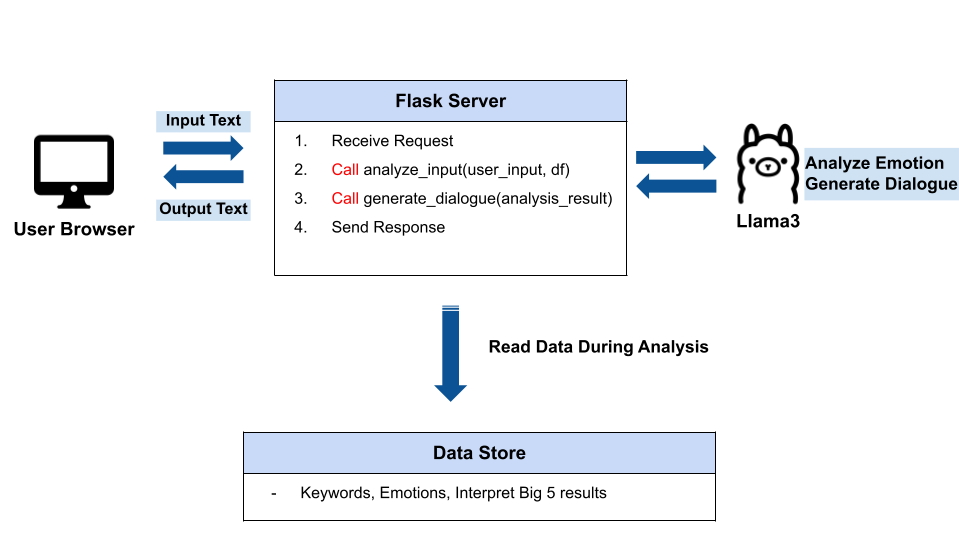 Flask Server
Input Text
Output Text
User Browser
1. Receive Request
2. Call analyze_input(user_input, df)
3. Call generate_dialogue(analysis_result)
4. Send Response
Analyze Emotion
Generate Dialogue
Llama3
Read Data During Analysis
Data Store
- Keywords, Emotions, Interpret Big 5 results